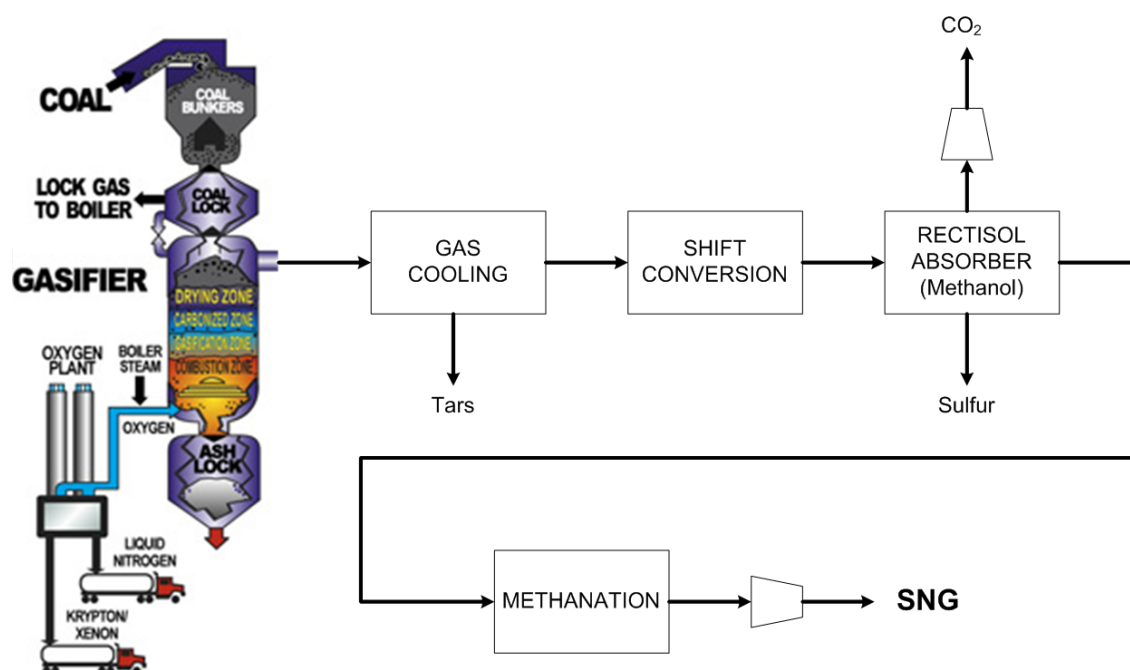 COAL
COAL
BUNKERS
LOCK GAS
TO BOILER
COAL
LOCK
GASIFIER
DRYING ZONE
CARBONIZED ZONE
GASIFICATION ZONE
COMBUSTION ZONE
OXYGEN
PLANT
BOILER
STEAM
OXYGEN
ASH
LOCK
LIQUID
NITROGEN
KRYPTON/
XENON
GAS
COOLING
Tars
SHIFT
CONVERSION
CO₂
RECTISOL
ABSORBER
(Methanol)
Sulfur
METHANATION
SNG